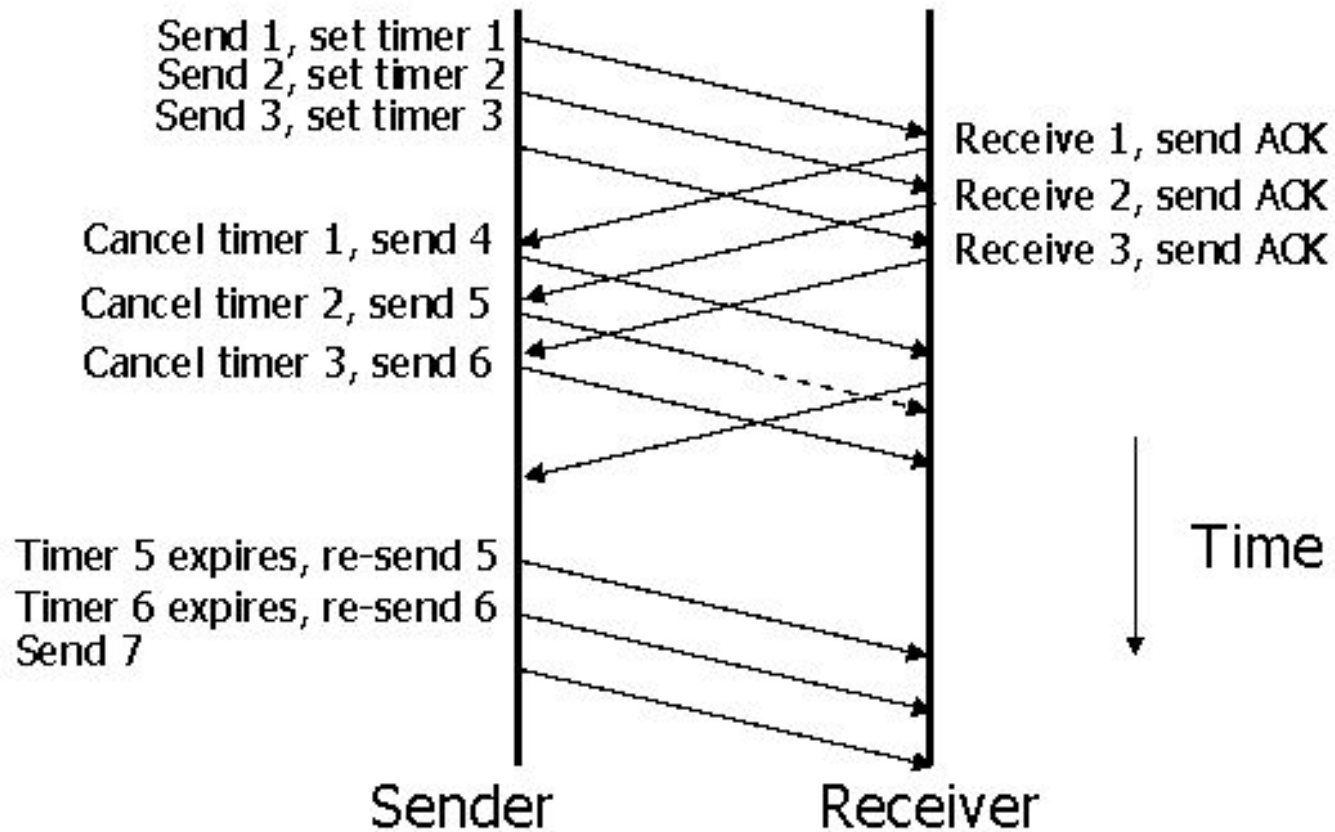 Send 1, set timer 1
Send 2, set timer 2
Send 3, set timer 3
Receive 1, send ACK
Receive 2, send ACK
Receive 3, send ACK
Cancel timer 1, send 4
Cancel timer 2, send 5
Cancel timer 3, send 6
Time
Timer 5 expires, re-send 5
Timer 6 expires, re-send 6
Send 7
Sender
Receiver